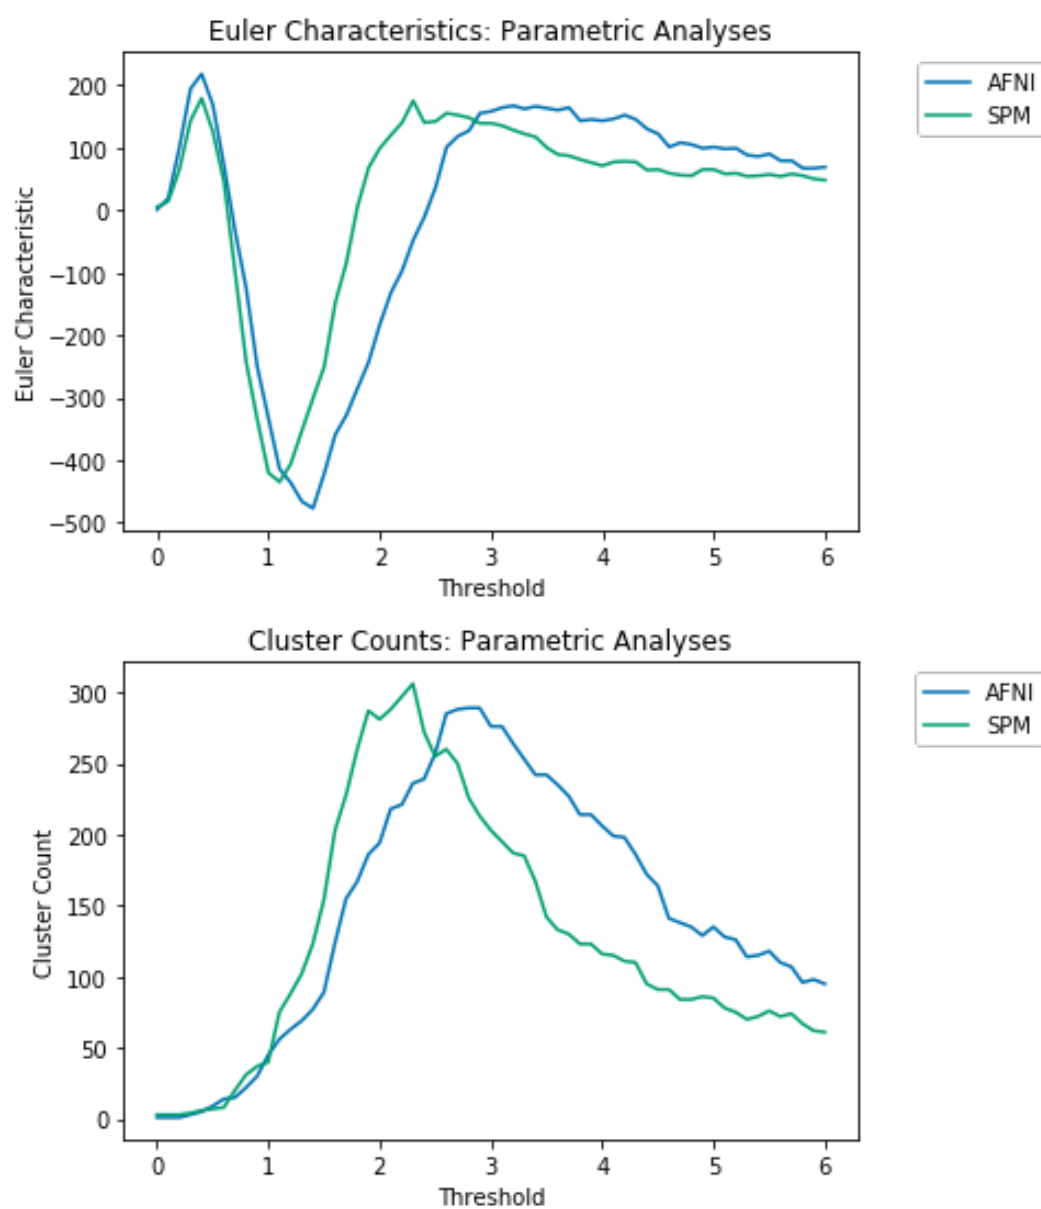 Euler Characteristics: Parametric Analyses
AFNI
SPM
200
100
0
−100
−200
−300
−400
−500
Euler Characteristic
0 1 2 3 4 5 6
Threshold
Cluster Counts: Parametric Analyses
AFNI
SPM
300
250
200
150
100
50
0
Cluster Count
0 1 2 3 4 5 6
Threshold